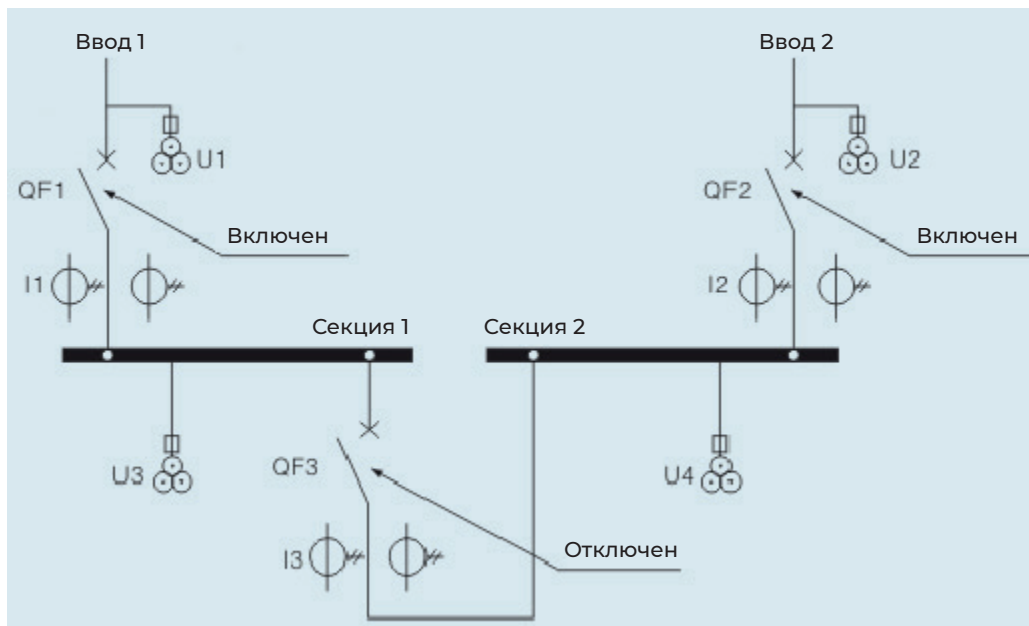 Ввод 1
Ввод 2
U1
U2
QF1
QF2
Включен
Включен
I1
I2
Секция 1
Секция 2
U3
QF3
U4
I3
Отключен